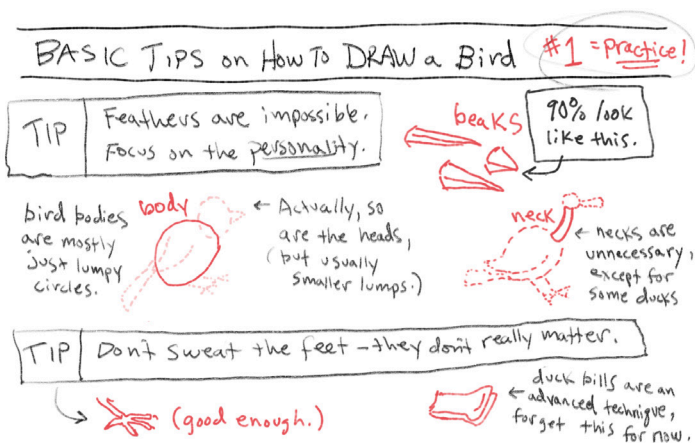 BASIC TIPS on How To DRAW a Bird
#1 = practice!
TIP
Feathers are impossible.
Focus on the personality.
beaks
90% look
like this.
bird bodies
are mostly
just lumpy
circles.
body
← Actually, so
are the heads,
(but usually
smaller lumps.)
neck
← necks are
unnecessary,
except for
some ducks
TIP
Don't sweat the feet - they don't really matter.
(good enough.)
duck bills are an
← advanced technique,
forget this for now.